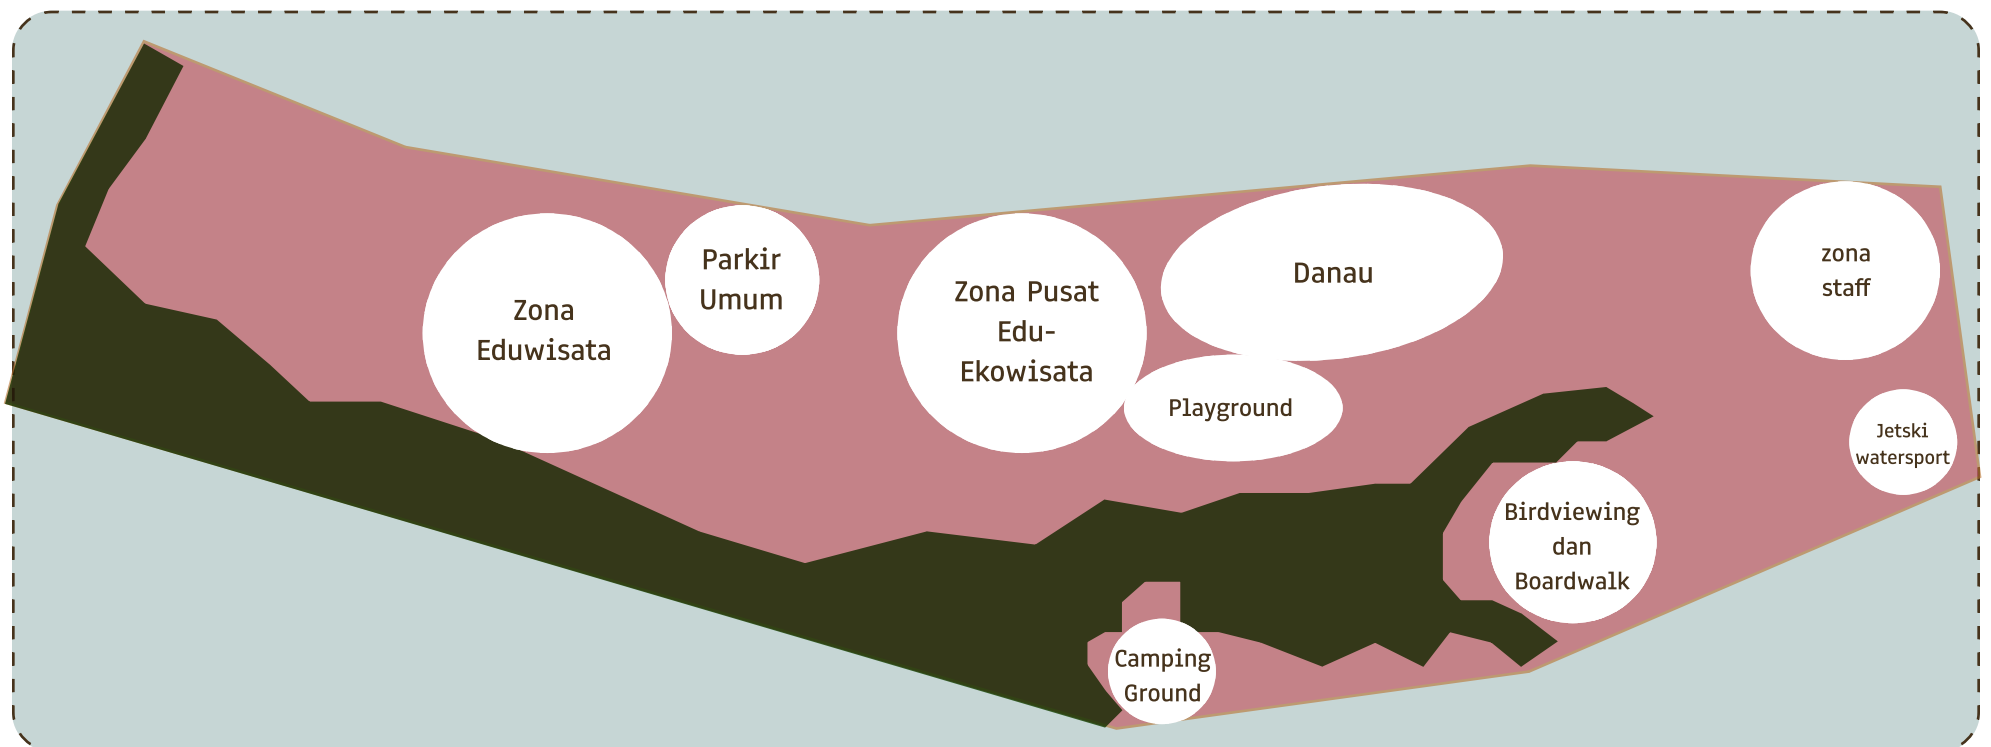 Zona
Eduwisata
Parkir
Umum
Zona Pusat
Edu-
Ekowisata
Danau
Playground
zona
staff
Jetski
watersport
Birdviewing
dan
Boardwalk
Camping
Ground